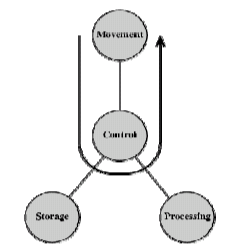 Movement
Control
Storage
Processing